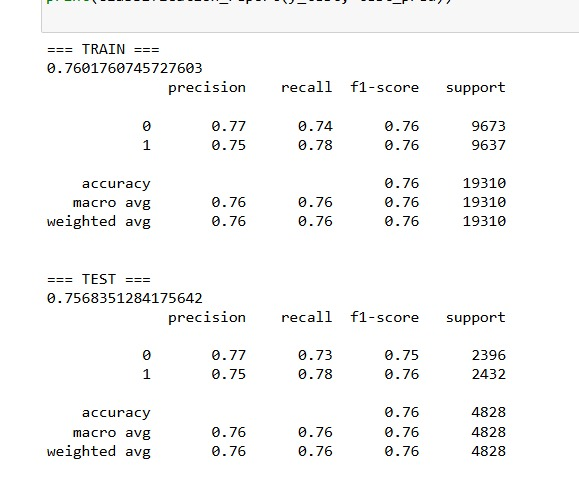 === TRAIN ===
0.7601760745727603
precision recall f1-score support
0 0.77 0.74 0.76 9673
1 0.75 0.78 0.76 9637
accuracy 0.76 19310
macro avg 0.76 0.76 0.76 19310
weighted avg 0.76 0.76 0.76 19310
=== TEST ===
0.7568351284175642
precision recall f1-score support
0 0.77 0.73 0.75 2396
1 0.75 0.78 0.76 2432
accuracy 0.76 4828
macro avg 0.76 0.76 0.76 4828
weighted avg 0.76 0.76 0.76 4828